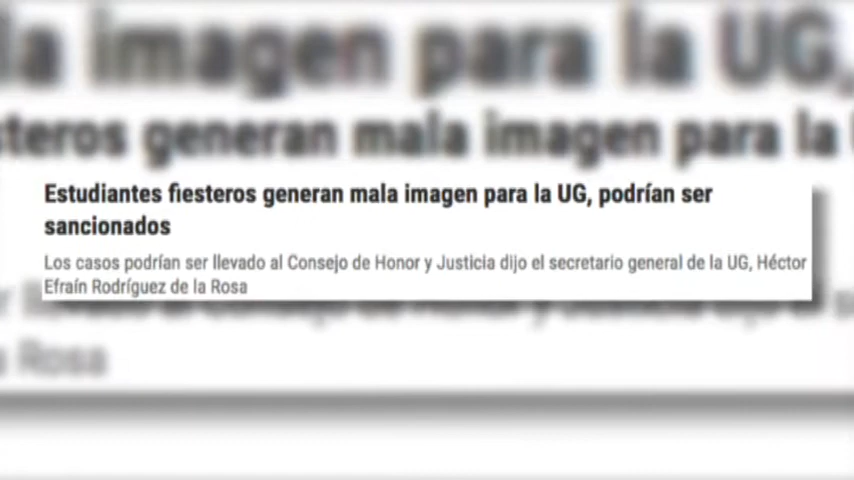 la imagen para la UG,
steros generan mala imagen para la
Estudiantes fiesteros generan mala imagen para la UG, podrían ser
sancionados
Los casos podrían ser llevado al Consejo de Honor y Justicia dijo el secretario general de la UG, Héctor
Efraín Rodríguez de la Rosa
Rosa